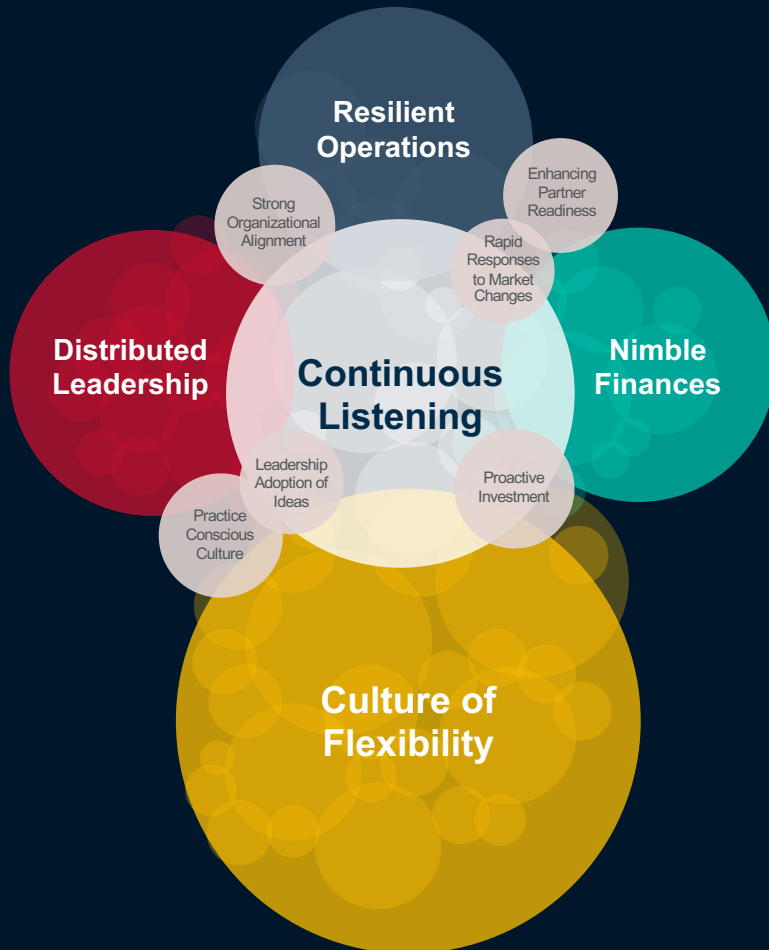 Resilient
Operations
Enhancing
Partner
Readiness
Strong
Organizational
Alignment
Rapid
Responses
to Market
Changes
Distributed
Leadership
Continuous
Listening
Nimble
Finances
Leadership
Adoption of
Ideas
Proactive
Investment
Practice
Conscious
Culture
Culture of
Flexibility